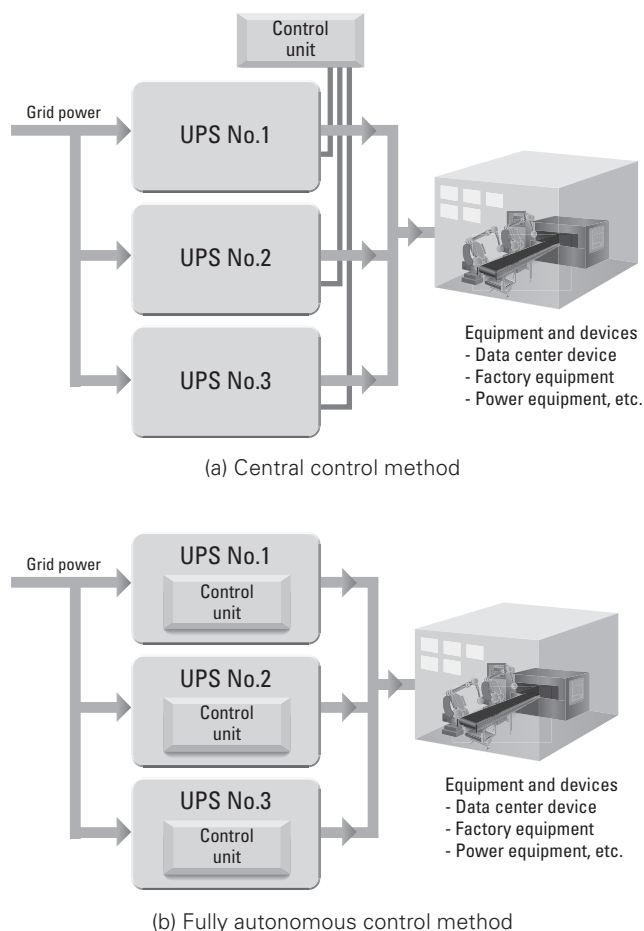 Control
unit
Grid power
UPS No.1
UPS No.2
UPS No.3
Equipment and devices
- Data center device
- Factory equipment
- Power equipment, etc.
(a) Central control method
Grid power
UPS No.1
Control
unit
UPS No.2
Control
unit
UPS No.3
Control
unit
Equipment and devices
- Data center device
- Factory equipment
- Power equipment, etc.
(b) Fully autonomous control method